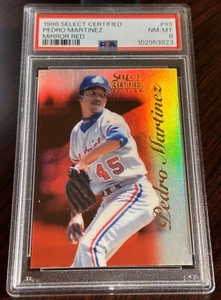 1996 SELECT CERTIFIED #93
PEDRO MARTINEZ NM-MT
MIRROR RED 8
PSA 102953823
SELECT
CERTIFIED
EDITION
45
Pedro Martinez